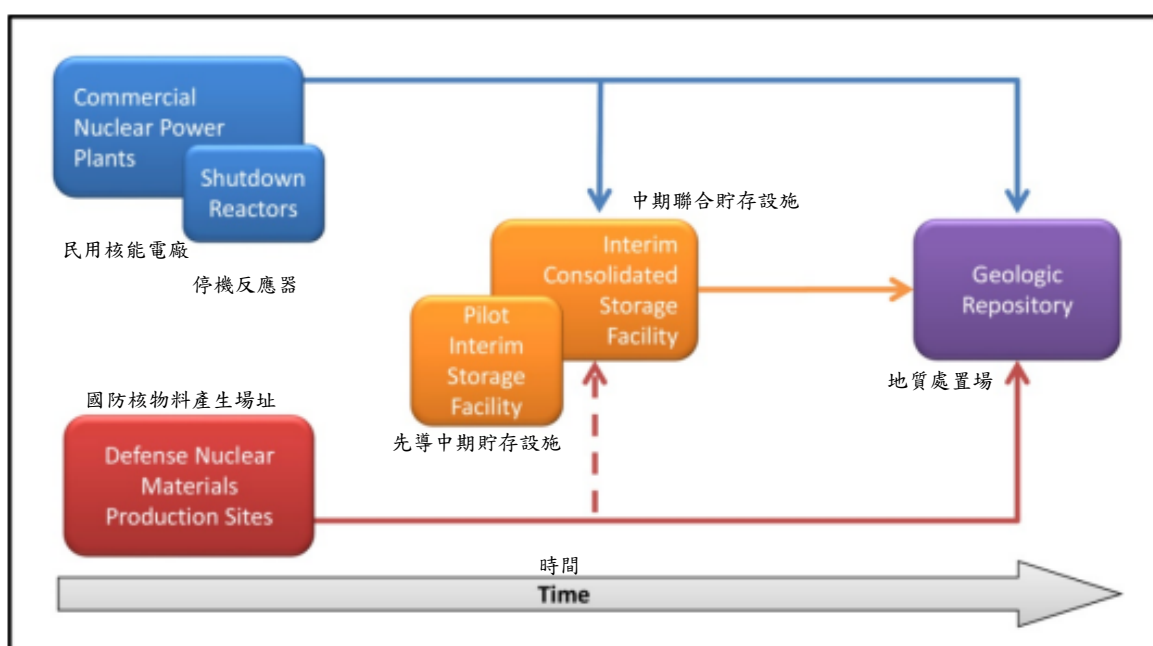 Commercial
Nuclear Power
Plants
Shutdown
Reactors
民用核能電廠
停機反應器
中期聯合貯存設施
Interim
Consolidated
Storage
Facility
Pilot
Interim
Storage
Facility
先導中期貯存設施
Geologic
Repository
地質處置場
國防核物料產生場址
Defense Nuclear
Materials
Production Sites
時間
Time